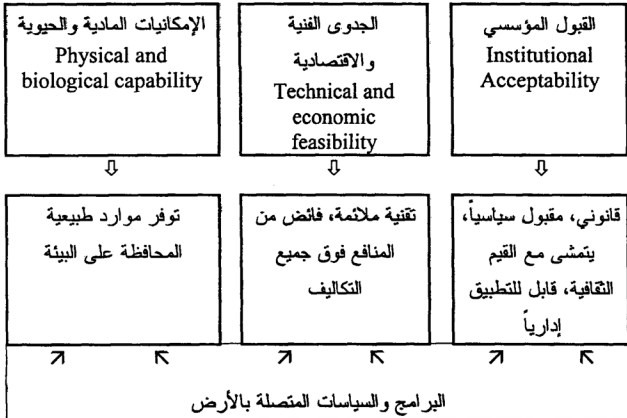 القبول المؤسسي
Institutional
Acceptability
الجدوى الفنية
والاقتصادية
Technical and
economic
feasibility
الإمكانيات المادية والحيوية
Physical and
biological capability
قانوني، مقبول سياسياً،
يتمشى مع القيم
الثقافية، قابل للتطبيق
إدارياً
تقنية ملائمة، فائض من
المنافع فوق جميع
التكاليف
توفر موارد طبيعية
المحافظة على البيئة
البرامج والسياسات المتصلة بالأرض